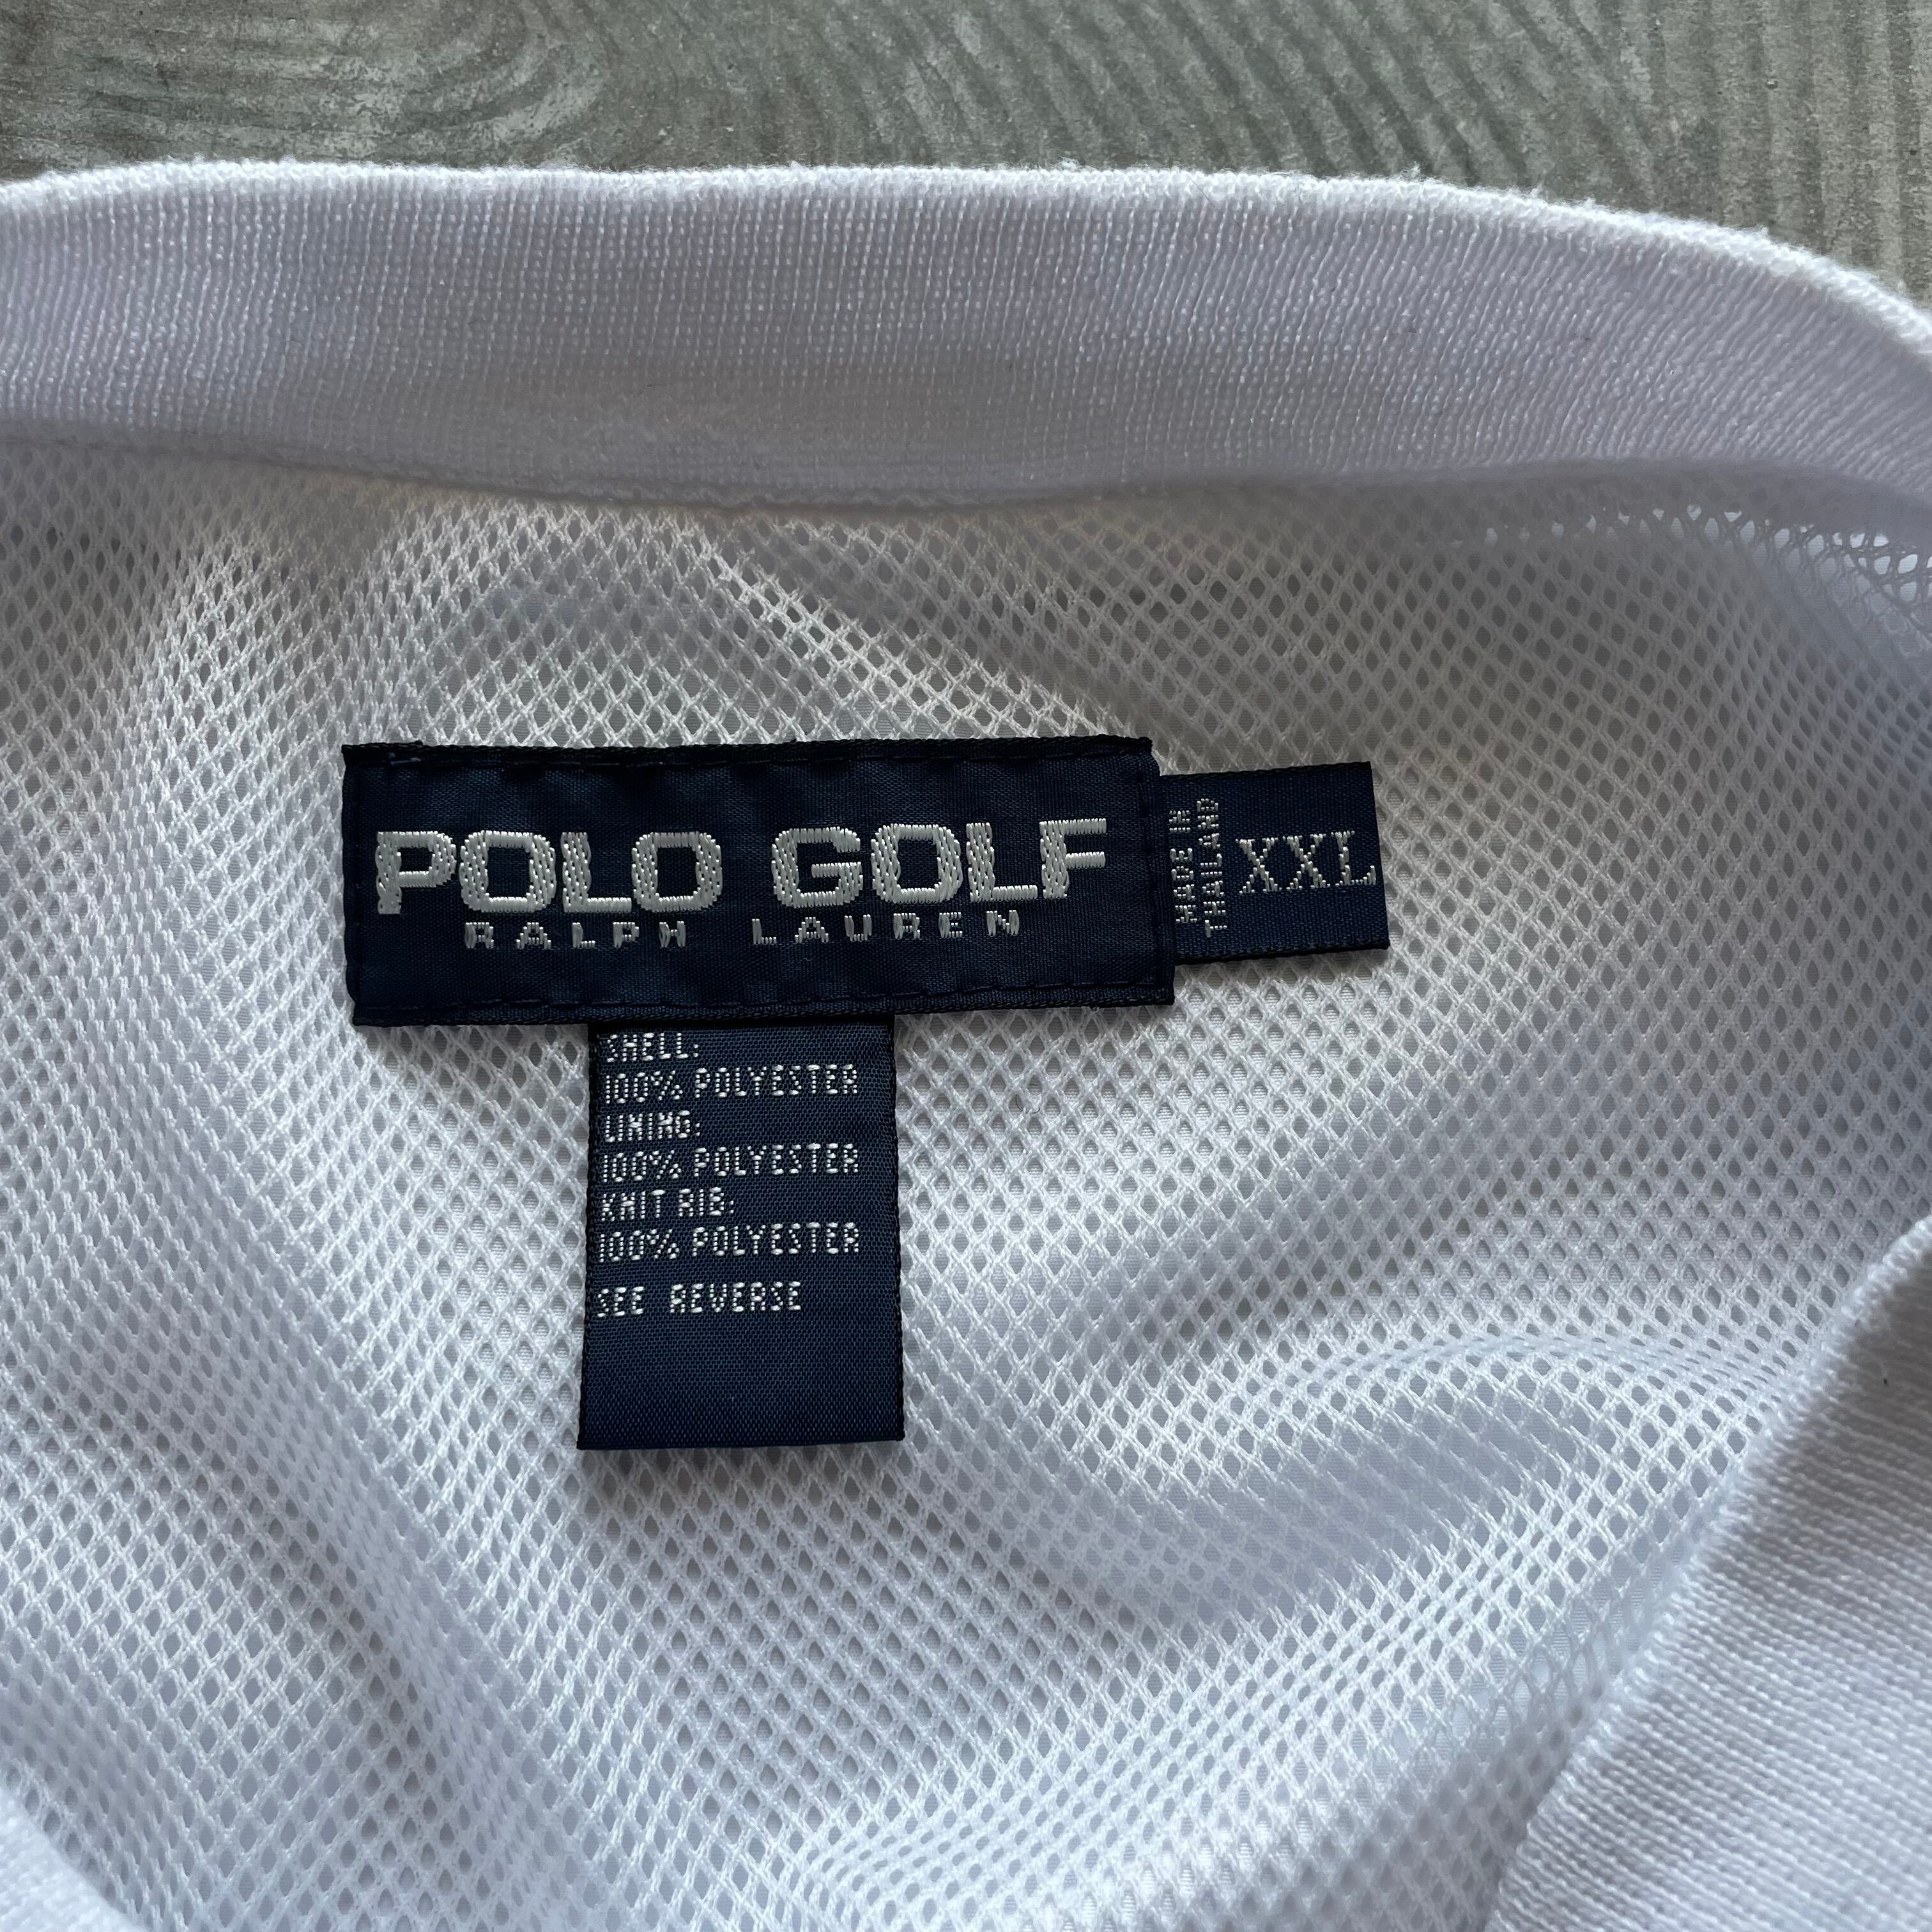 POLO GOLF
RALPH LAUREN
MADE IN
THAILAND
XXL
SHELL:
100% POLYESTER
LINING:
100% POLYESTER
KNIT RIB:
100% POLYESTER
SEE REVERSE